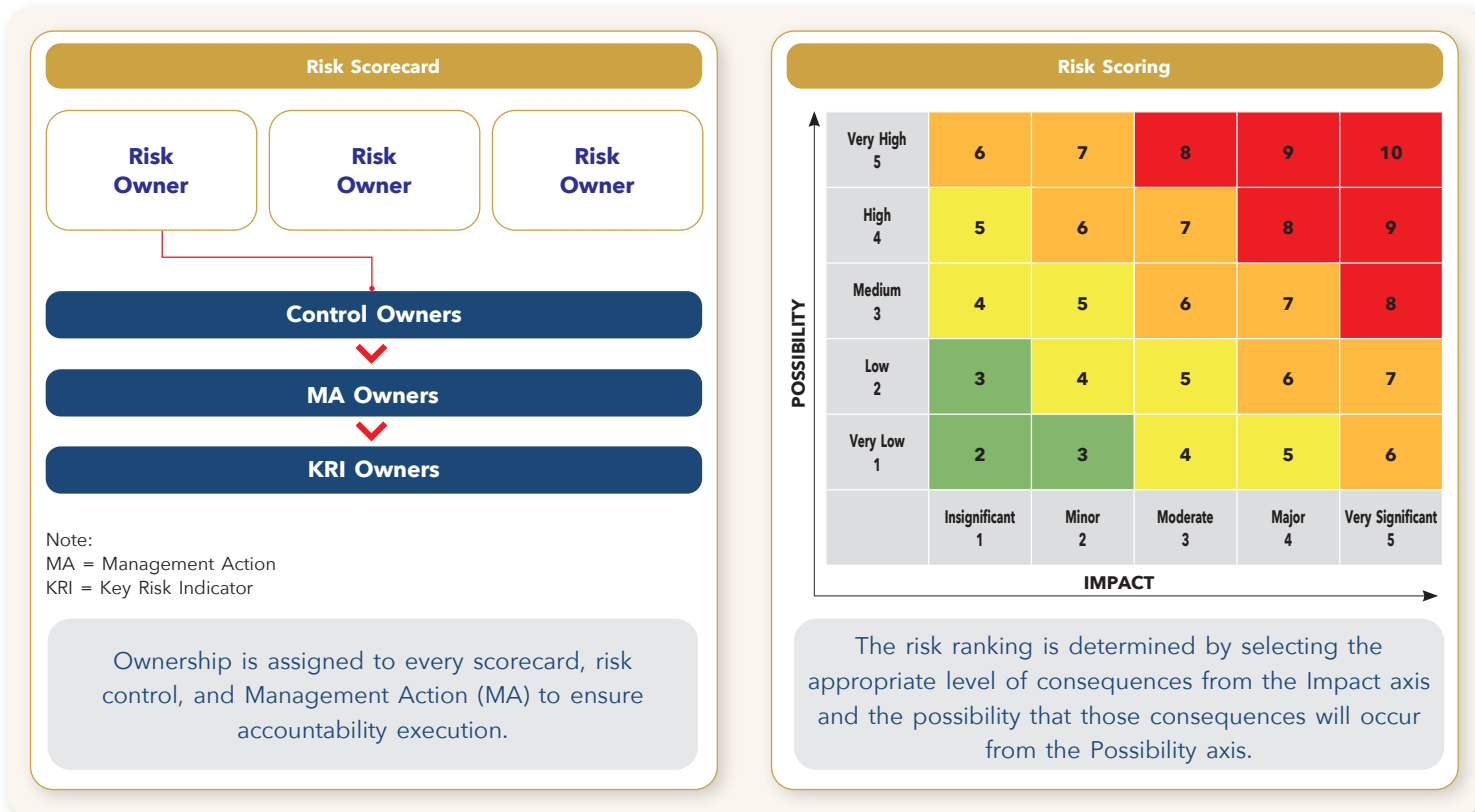 Risk Scorecard
Risk
Owner
Risk
Owner
Risk
Owner
Control Owners
MA Owners
KRI Owners
Note:
MA = Management Action
KRI = Key Risk Indicator
Ownership is assigned to every scorecard, risk
control, and Management Action (MA) to ensure
accountability execution.
Risk Scoring
POSSIBILITY
Very High
5
6
7
8
9
10
High
4
5
6
7
8
9
Medium
3
4
5
6
7
8
Low
2
3
4
5
6
7
Very Low
1
2
3
4
5
6
Insignificant
1
Minor
2
Moderate
3
Major
4
Very Significant
5
IMPACT
The risk ranking is determined by selecting the
appropriate level of consequences from the Impact axis
and the possibility that those consequences will occur
from the Possibility axis.